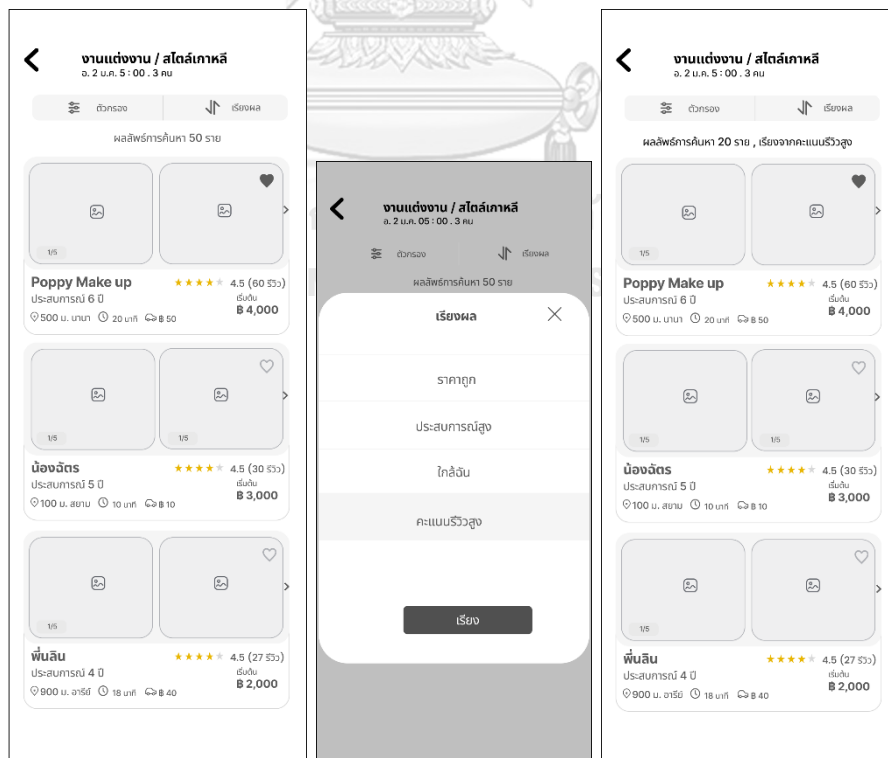 งานแต่งงาน / สไตล์เกาหลี
อ. 2 ม.ค. 5 : 00 . 3 คน
ตัวกรอง
เรียงผล
ผลลัพธ์การค้นหา 50 ราย
1/5
Poppy Make up
4.5 (60 รีวิว)
ประสบการณ์ 6 ปี
เริ่มต้น
฿ 4,000
500 ม. นานา 20 นาที ฿ 50
1/5
1/5
น้องฉัตร
4.5 (30 รีวิว)
ประสบการณ์ 5 ปี
เริ่มต้น
฿ 3,000
100 ม. สยาม 10 นาที ฿ 10
1/5
พี่นลิน
4.5 (27 รีวิว)
ประสบการณ์ 4 ปี
เริ่มต้น
฿ 2,000
900 ม. อารีย์ 18 นาที ฿ 40
งานแต่งงาน / สไตล์เกาหลี
อ. 2 ม.ค. 05 : 00 . 3 คน
ตัวกรอง
เรียงผล
ผลลัพธ์การค้นหา 50 ราย
เรียงผล
ราคาถูก
ประสบการณ์สูง
ใกล้ฉัน
คะแนนรีวิวสูง
เรียง
งานแต่งงาน / สไตล์เกาหลี
อ. 2 ม.ค. 5 : 00 . 3 คน
ตัวกรอง
เรียงผล
ผลลัพธ์การค้นหา 20 ราย , เรียงจากคะแนนรีวิวสูง
1/5
Poppy Make up
4.5 (60 รีวิว)
ประสบการณ์ 6 ปี
เริ่มต้น
฿ 4,000
500 ม. นานา 20 นาที ฿ 50
1/5
1/5
น้องฉัตร
4.5 (30 รีวิว)
ประสบการณ์ 5 ปี
เริ่มต้น
฿ 3,000
100 ม. สยาม 10 นาที ฿ 10
1/5
พี่นลิน
4.5 (27 รีวิว)
ประสบการณ์ 4 ปี
เริ่มต้น
฿ 2,000
900 ม. อารีย์ 18 นาที ฿ 40